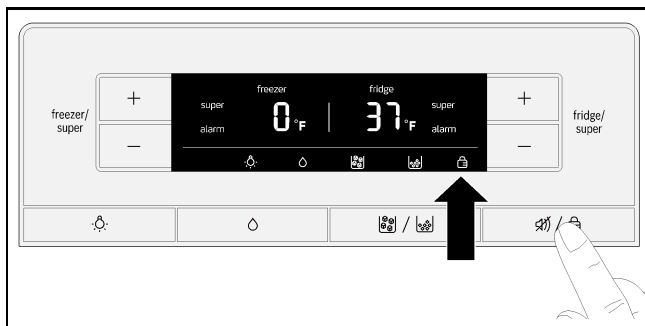 freezer/
super
+
−
freezer
super
alarm
0°F
fridge
37°F
super
alarm
+
−
fridge/
super
/
/